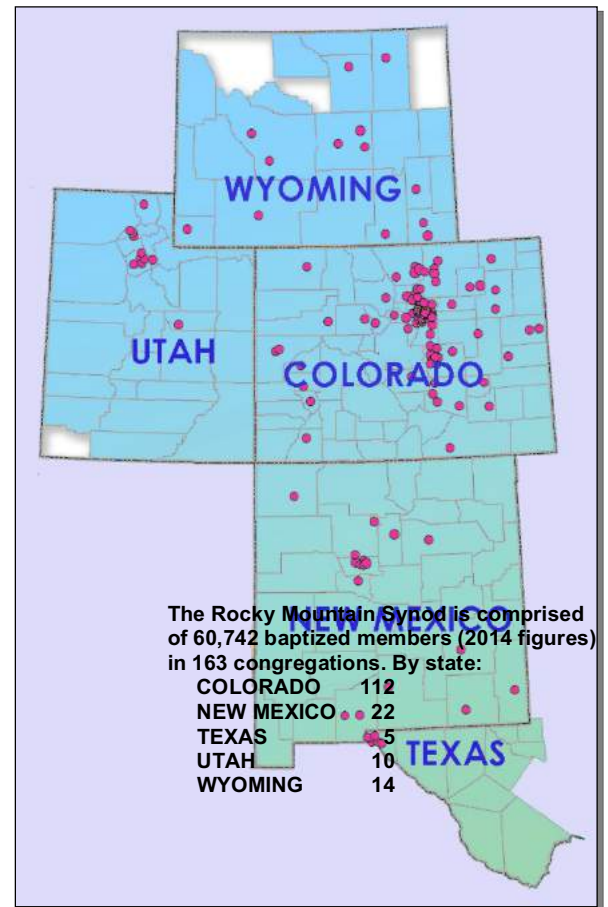 WYOMING
UTAH
COLORADO
NEW MEXICO
The Rocky Mountain Synod is comprised
of 60,742 baptized members (2014 figures)
in 163 congregations. By state:
COLORADO 112
NEW MEXICO 22
TEXAS 5
UTAH 10
WYOMING 14
TEXAS